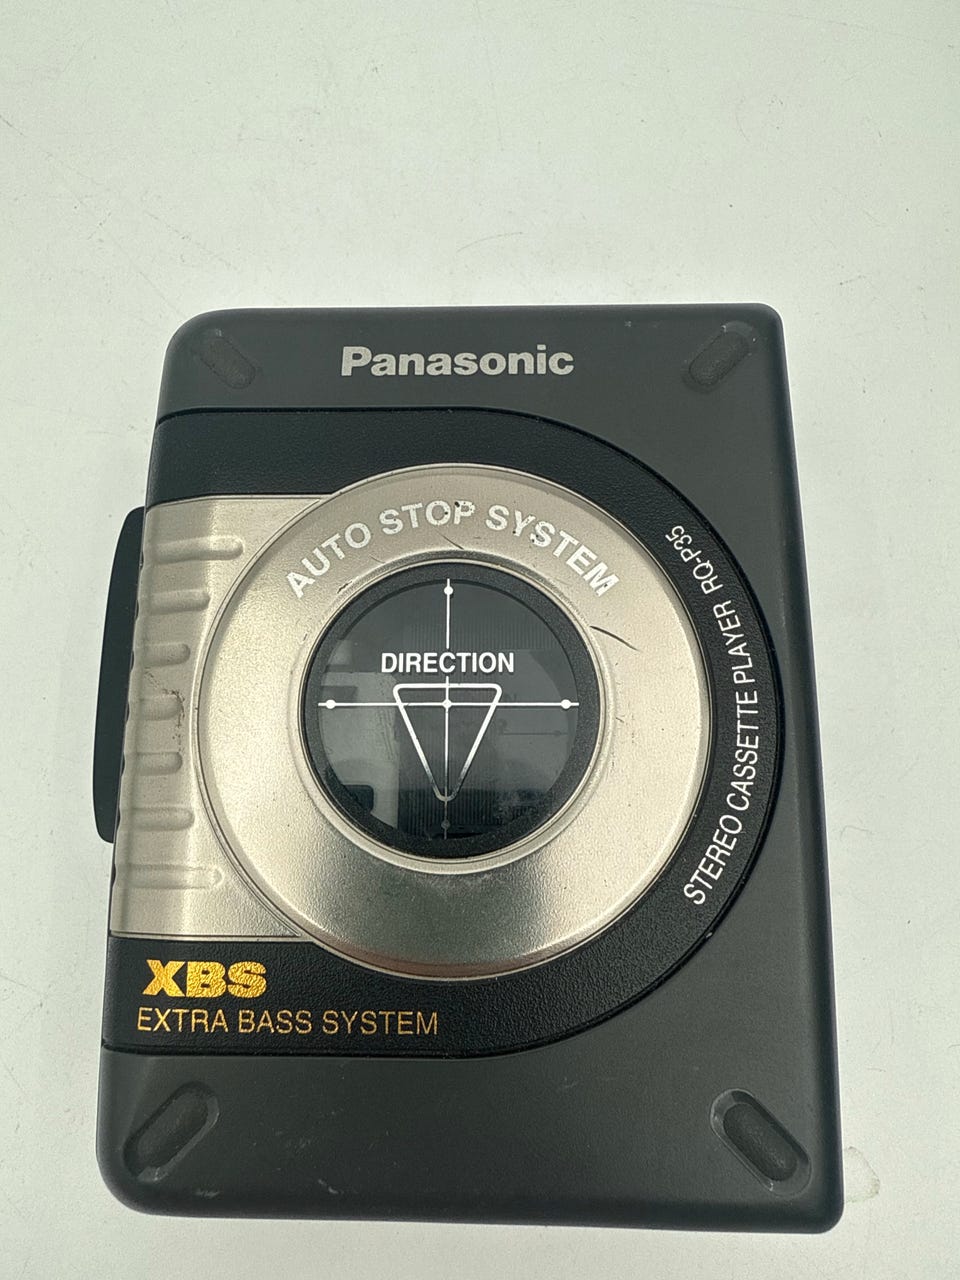 Panasonic
AUTO STOP SYSTEM
DIRECTION
STEREO CASSETTE PLAYER RQ-P35
XBS
EXTRA BASS SYSTEM